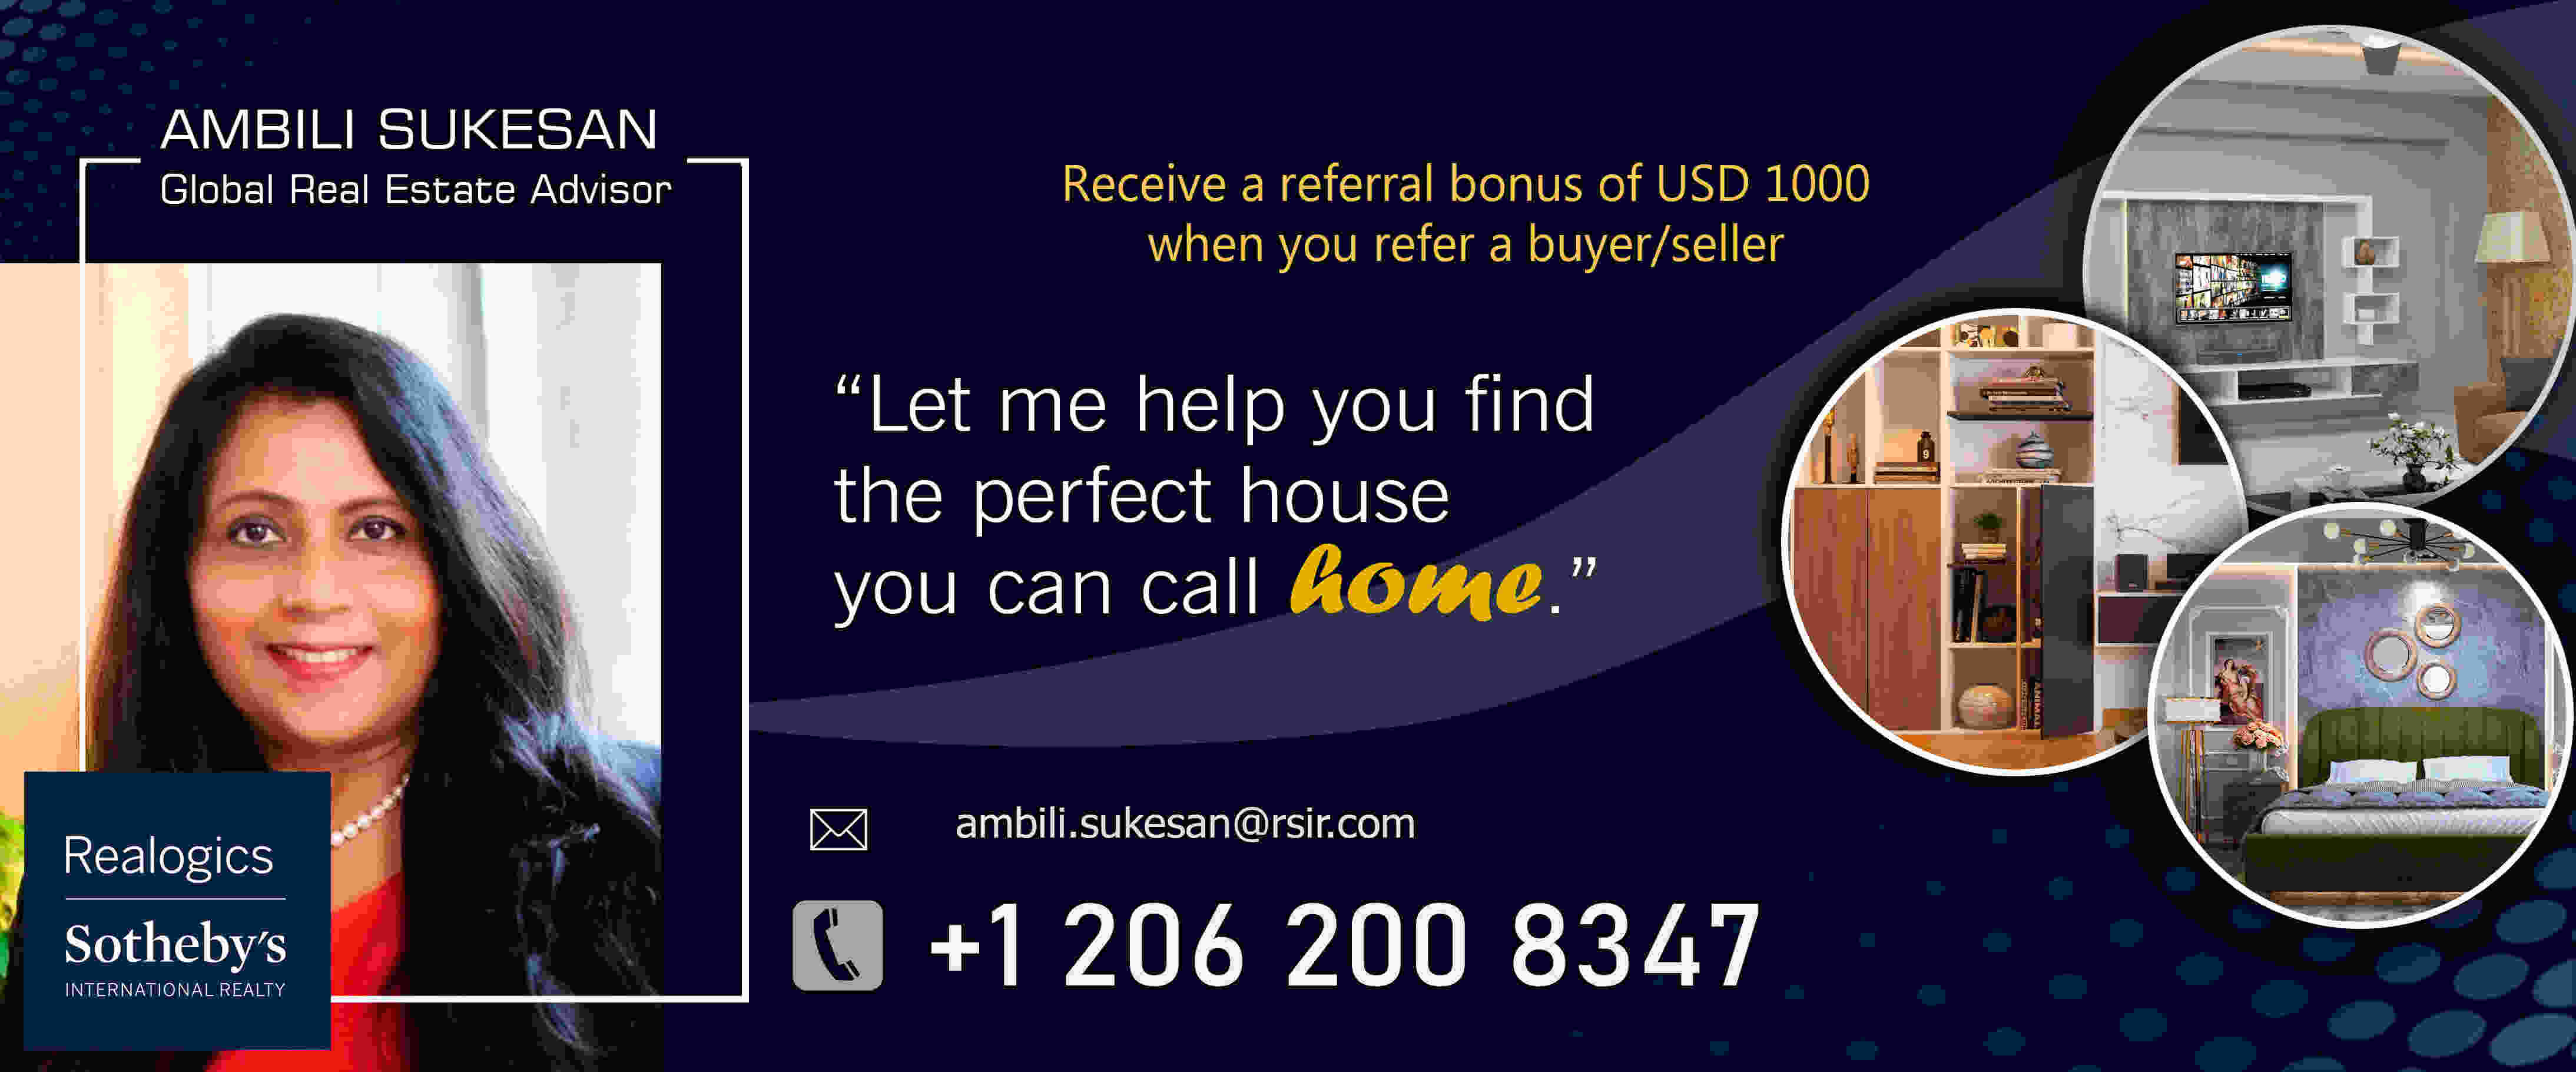 AMBILI SUKESAN
Global Real Estate Advisor
Receive a referral bonus of USD 1000
when you refer a buyer/seller
“Let me help you find
the perfect house
you can call home.”
ambili.sukesan@rsir.com
+1 206 200 8347
Realogics
Sotheby's
INTERNATIONAL REALTY
9
ANIMAL